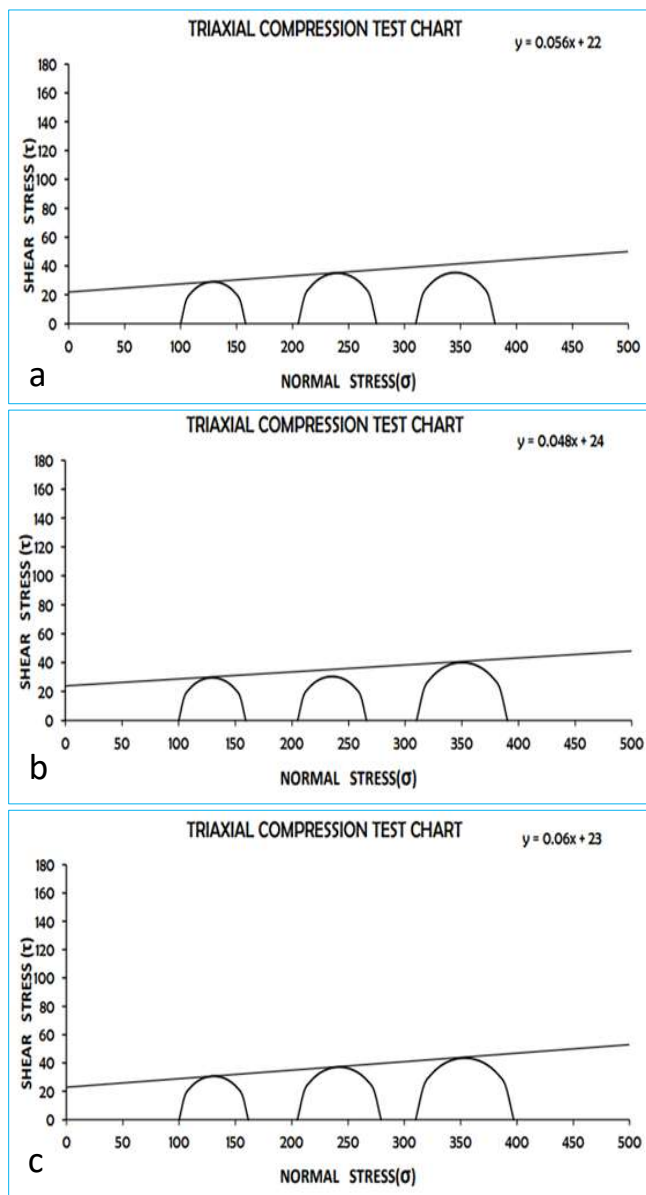 TRIAXIAL COMPRESSION TEST CHART
y = 0.056x + 22
180
160
140
120
100
80
60
40
20
0
SHEAR STRESS (τ)
0 50 100 150 200 250 300 350 400 450 500
NORMAL STRESS(σ)
a
TRIAXIAL COMPRESSION TEST CHART
y = 0.048x + 24
180
160
140
120
100
80
60
40
20
0
SHEAR STRESS (τ)
0 50 100 150 200 250 300 350 400 450 500
NORMAL STRESS(σ)
b
TRIAXIAL COMPRESSION TEST CHART
y = 0.06x + 23
180
160
140
120
100
80
60
40
20
0
SHEAR STRESS (τ)
0 50 100 150 200 250 300 350 400 450 500
NORMAL STRESS(σ)
c